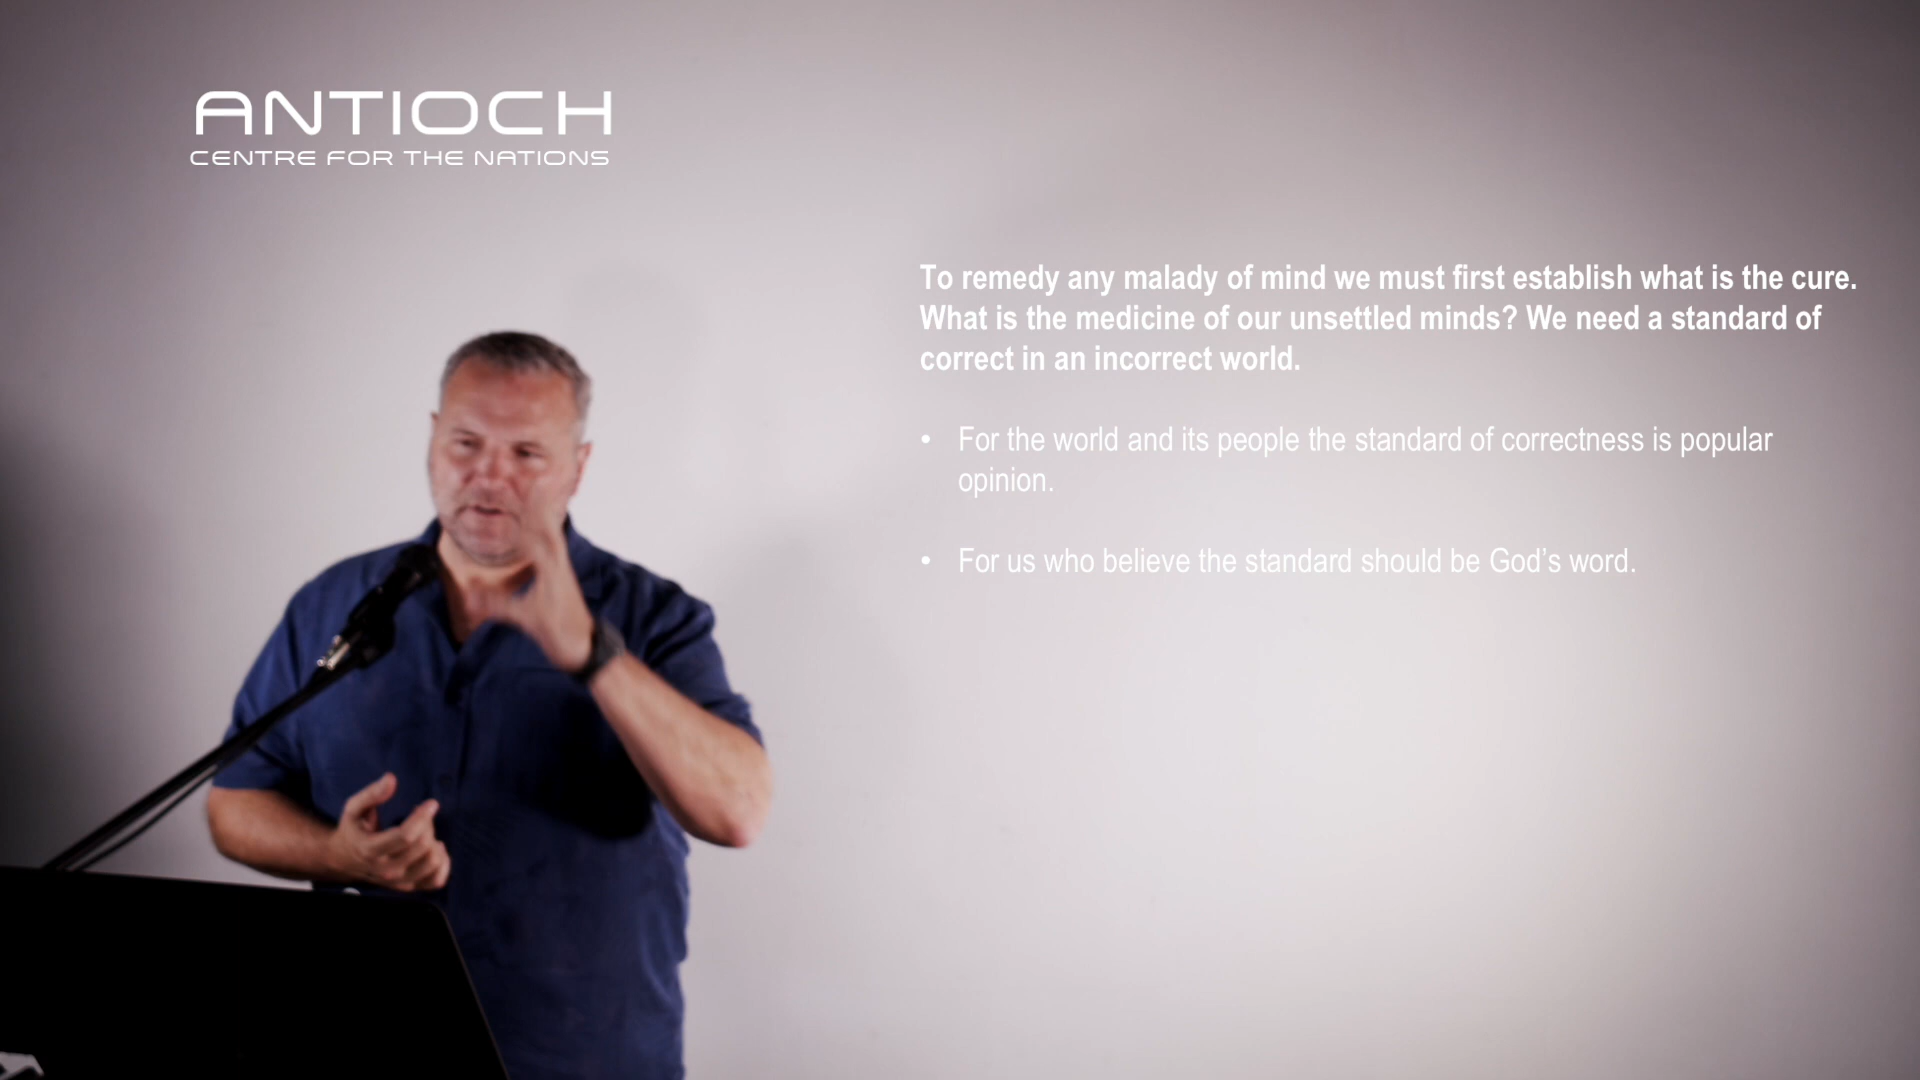 ANTIOCH
CENTRE FOR THE NATIONS
To remedy any malady of mind we must first establish what is the cure.
What is the medicine of our unsettled minds? We need a standard of
correct in an incorrect world.
• For the world and its people the standard of correctness is popular
opinion.
• For us who believe the standard should be God’s word.